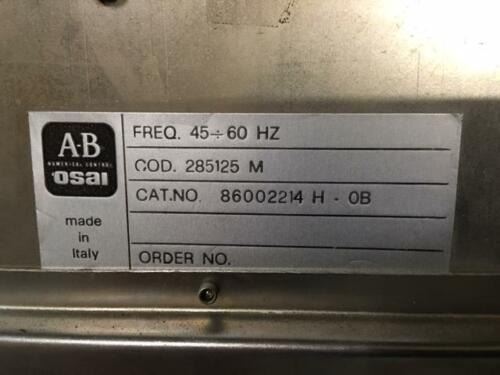 A-B
NUMERICAL CONTROL
osai
made
in
Italy
FREQ. 45÷60 HZ
COD. 285125 M
CAT.NO. 86002214 H - 0B
ORDER NO.